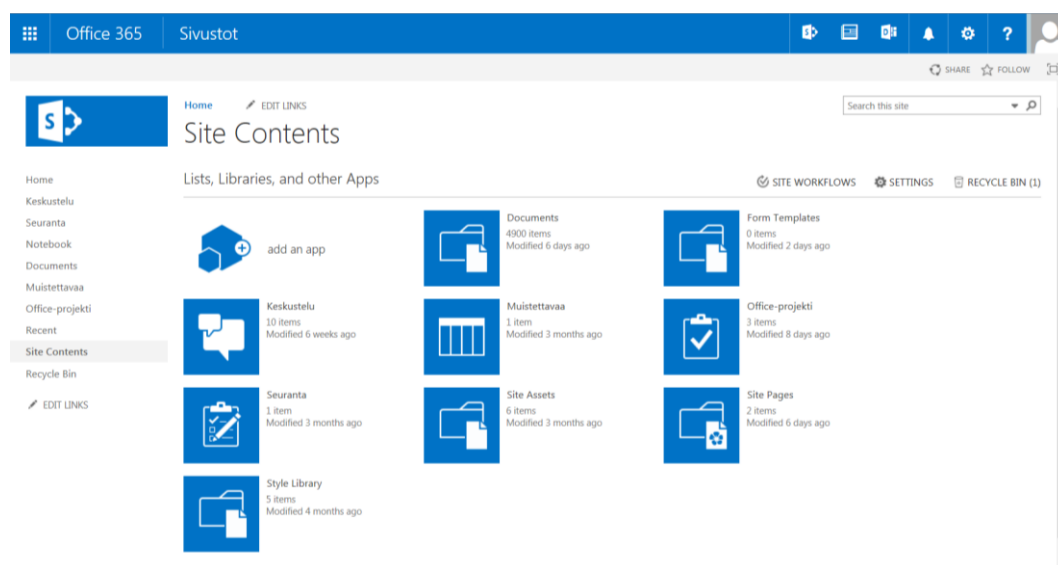 Office 365 Sivustot
SHARE FOLLOW
Home EDIT LINKS
Search this site
Site Contents
Home
Keskustelu
Seuranta
Notebook
Documents
Muistettavaa
Office-projekti
Recent
Site Contents
Recycle Bin
EDIT LINKS
Lists, Libraries, and other Apps
SITE WORKFLOWS SETTINGS RECYCLE BIN (1)
add an app
Documents
4900 items
Modified 6 days ago
Form Templates
0 items
Modified 2 days ago
Keskustelu
10 items
Modified 6 weeks ago
Muistettavaa
1 item
Modified 3 months ago
Office-projekti
3 items
Modified 8 days ago
Seuranta
1 item
Modified 3 months ago
Site Assets
6 items
Modified 3 months ago
Site Pages
2 items
Modified 6 days ago
Style Library
5 items
Modified 4 months ago